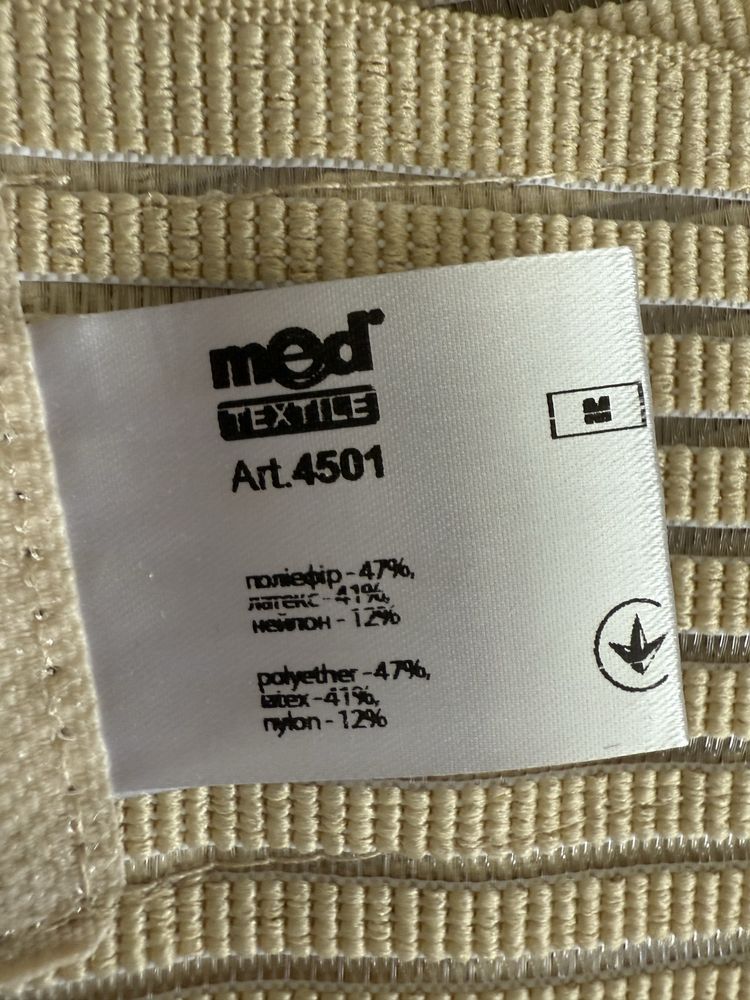 med
TEXTILE
Art.4501
M
поліефір - 47%,
латекс - 41%,
нейлон - 12%
polyether - 47%,
latex - 41%,
nylon - 12%